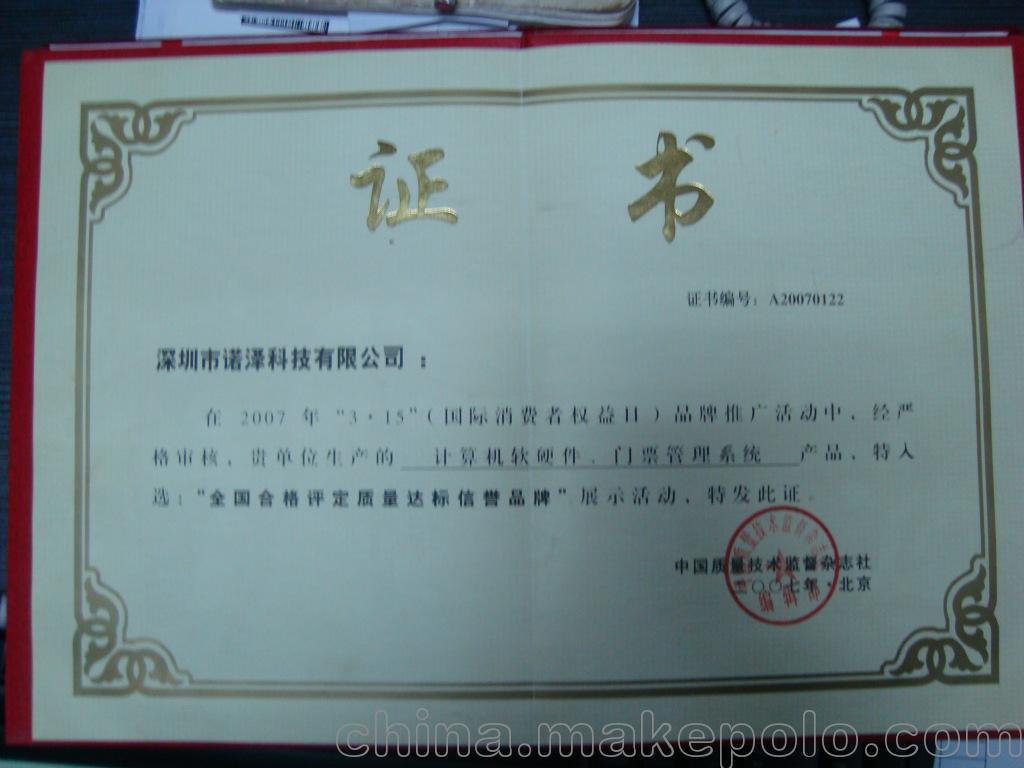 证书
证书编号：A20070122
深圳市诺泽科技有限公司：
在 2007 年 “3·15”（国际消费者权益日）品牌推广活动中、经严
格审核、贵单位生产的 计算机软硬件、门票管理系统 产品、特入
选：“全国合格评定质量达标信誉品牌” 展示活动、特发此证。
中国质量技术监督杂志社
二〇〇七年·北京
编辑部
china.makepolo.com